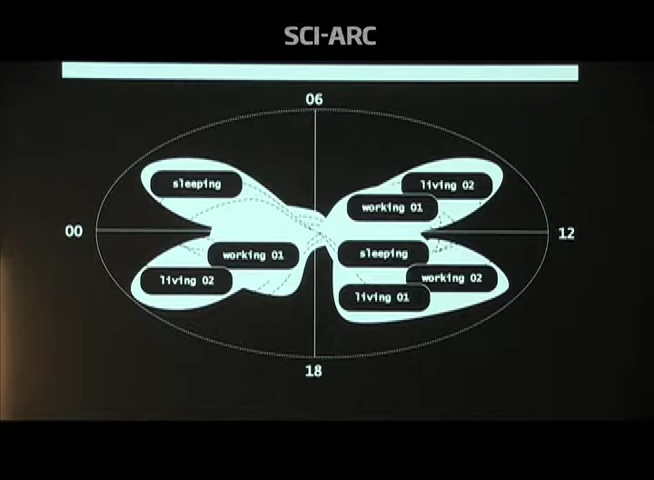 SCI-ARC
06
sleeping
living 02
working 01
00
12
working 01
sleeping
living 02
working 02
living 01
18